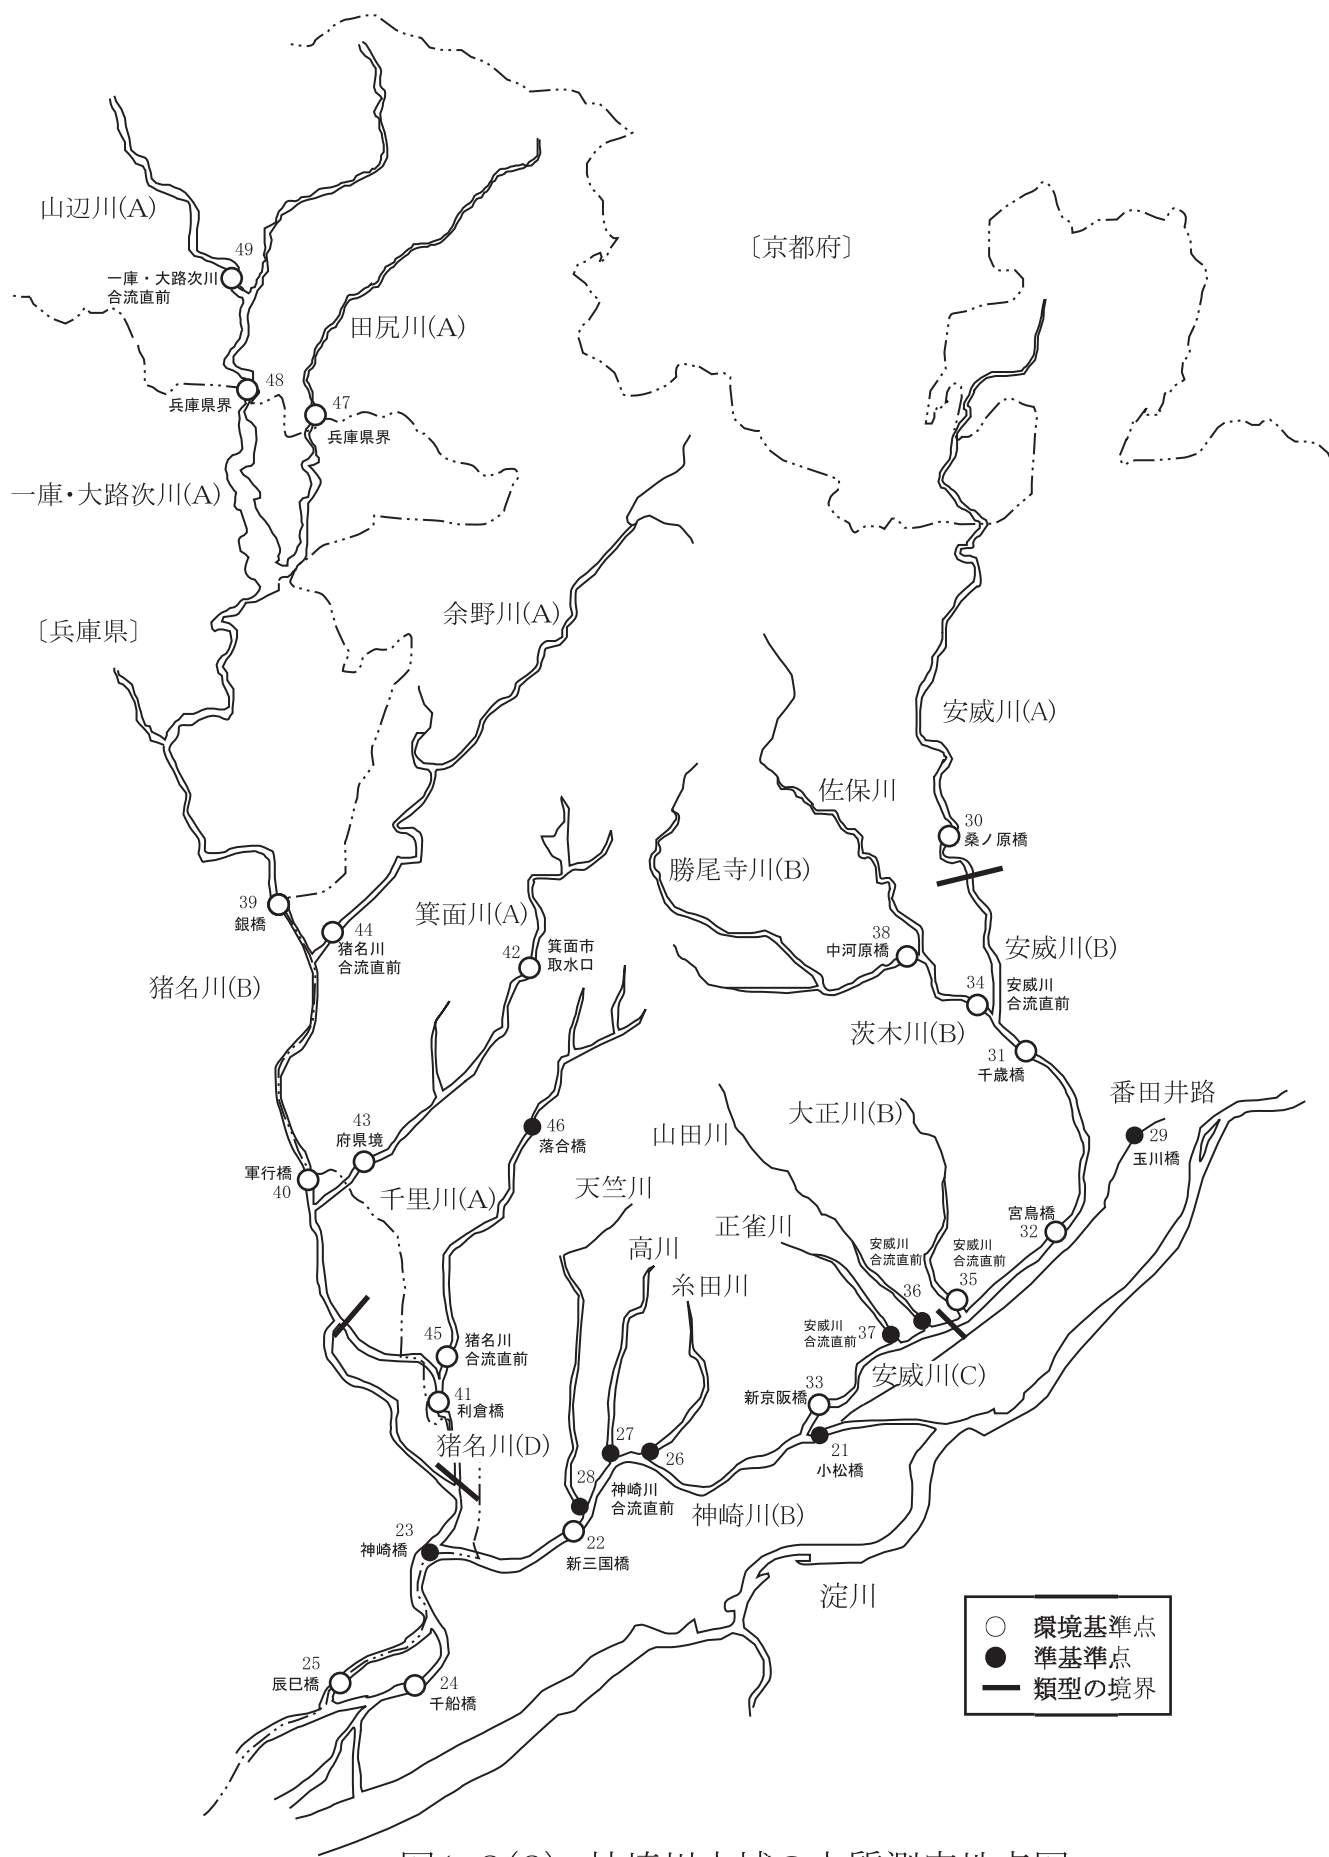 山辺川(A)
49
一庫・大路次川
合流直前
〔京都府〕
田尻川(A)
48
兵庫県界
47
兵庫県界
一庫・大路次川(A)
余野川(A)
〔兵庫県〕
安威川(A)
佐保川
30
桑ノ原橋
勝尾寺川(B)
39
銀橋
44
猪名川
合流直前
箕面川(A)
42
箕面市
取水口
38
中河原橋
安威川(B)
猪名川(B)
34
安威川
合流直前
茨木川(B)
31
千歳橋
番田井路
29
玉川橋
大正川(B)
山田川
43
府県境
46
落合橋
軍行橋
40
千里川(A)
天竺川
正雀川
宮鳥橋
32
高川
安威川
合流直前
安威川
合流直前
糸田川
36
35
45
猪名川
合流直前
安威川
合流直前
37
安威川(C)
41
利倉橋
新京阪橋
33
猪名川(D)
27
26
21
小松橋
28
神崎川
合流直前
神崎川(B)
23
神崎橋
22
新三国橋
淀川
25
辰巳橋
24
千船橋
○ 環境基準点
● 準基準点
━ 類型の境界